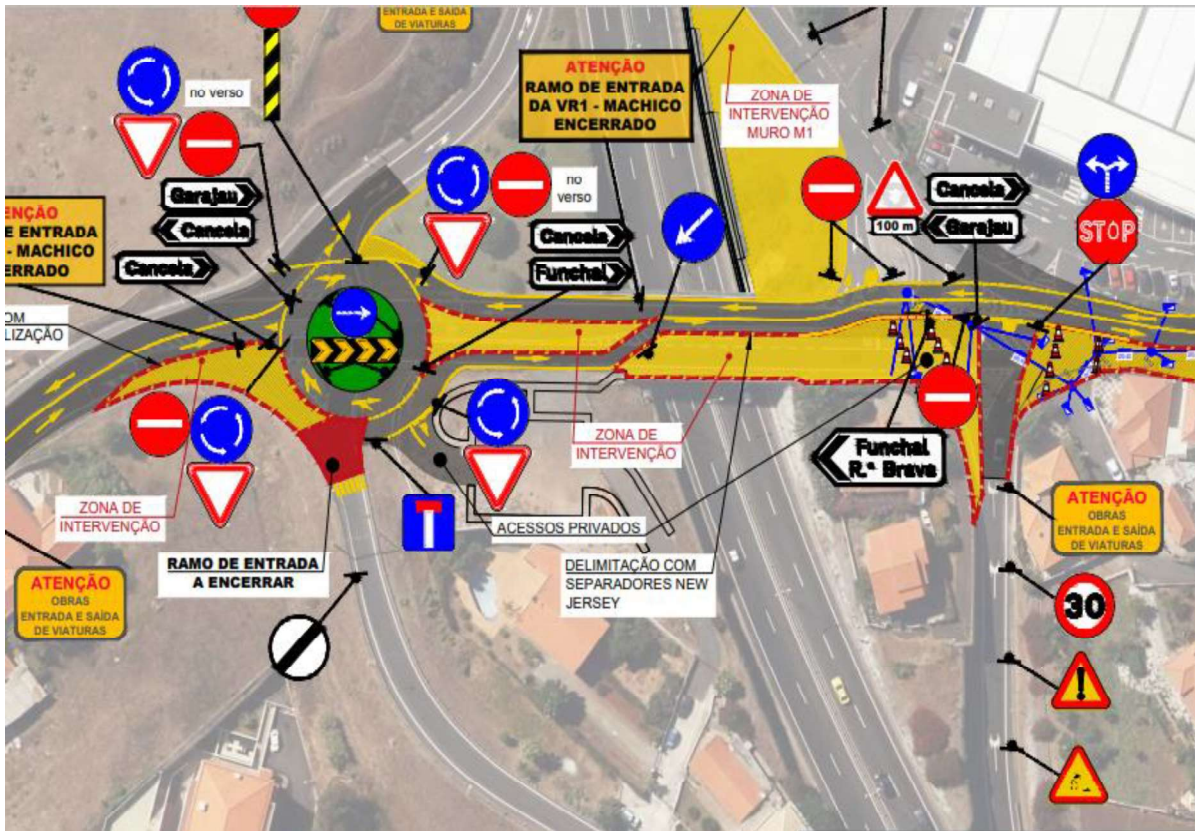 ENTRADA E SAÍDA
DE VIATURAS
no verso
Garajau
Cancela
Cancela
ENÇÃO
E ENTRADA
- MACHICO
ERRADO
OM
LIZAÇÃO
ATENÇÃO
RAMO DE ENTRADA
DA VR1 - MACHICO
ENCERRADO
no
verso
Cancela
Funchal
ZONA DE
INTERVENÇÃO
MURO M1
100 m
Cancela
Garajau
STOP
ZONA DE
INTERVENÇÃO
ZONA DE
INTERVENÇÃO
Funchal
R.ª Brava
RAMO DE ENTRADA
A ENCERRAR
ACESSOS PRIVADOS
DELIMITAÇÃO COM
SEPARADORES NEW
JERSEY
ATENÇÃO
OBRAS
ENTRADA E SAÍDA
DE VIATURAS
ATENÇÃO
OBRAS
ENTRADA E SAÍDA
DE VIATURAS
30